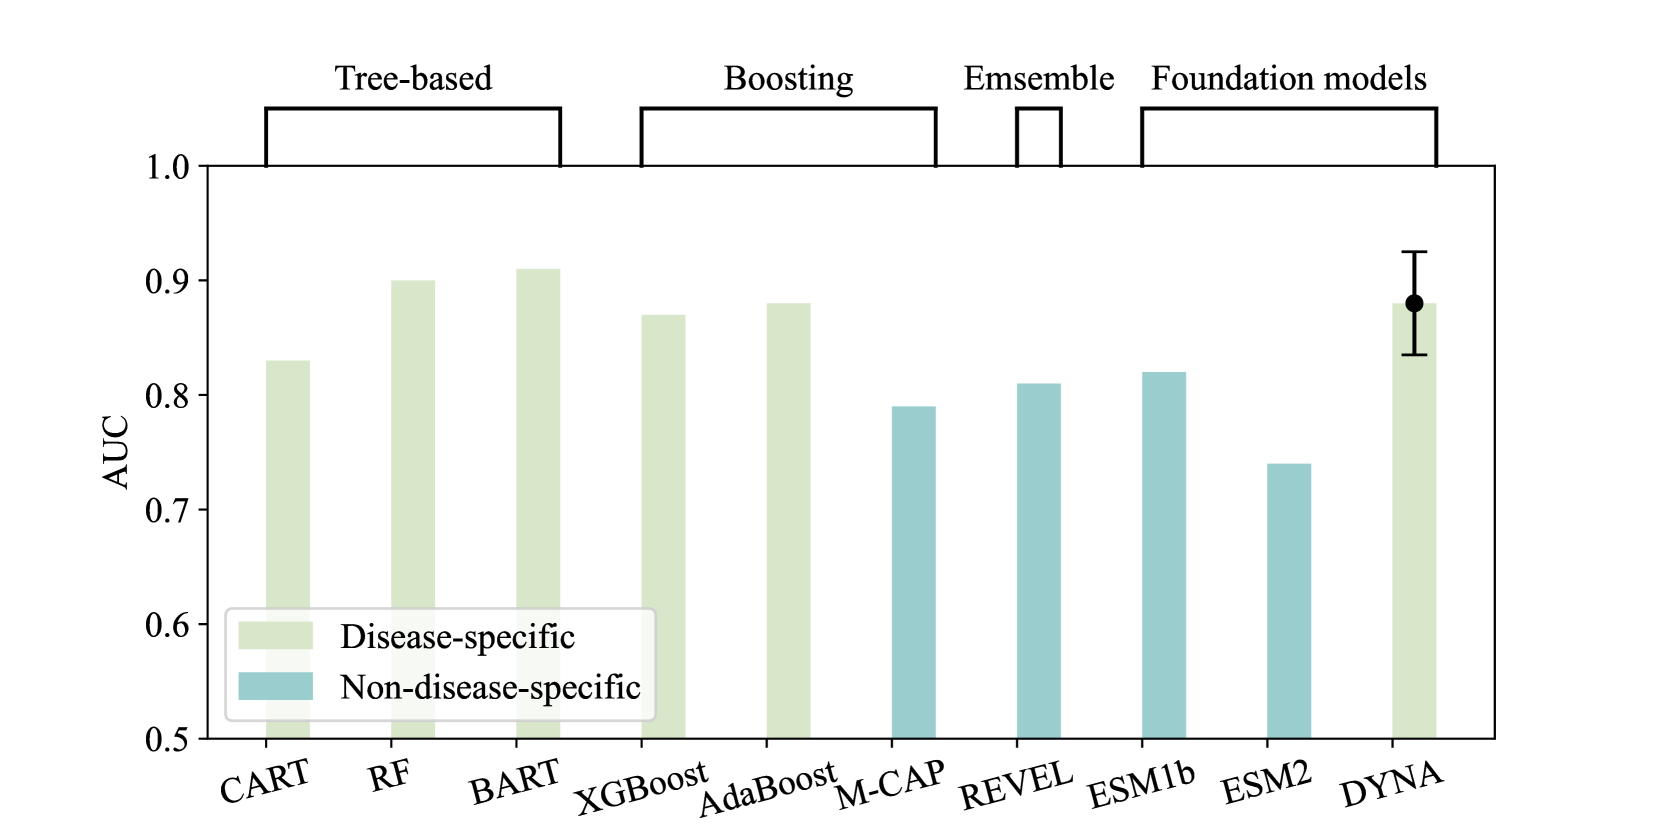 Tree-based
Boosting
Emsemble
Foundation models
1.0
0.9
0.8
0.7
0.6
0.5
AUC
Disease-specific
Non-disease-specific
CART
RF
BART
XGBoost
AdaBoost
M-CAP
REVEL
ESM1b
ESM2
DYNA